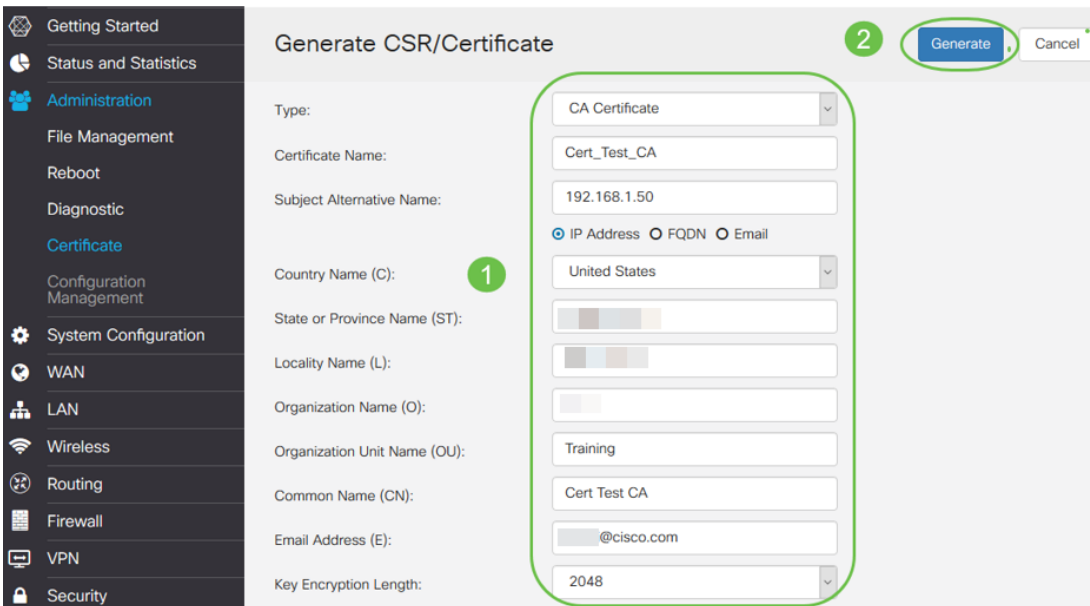 Getting Started
Status and Statistics
Administration
File Management
Reboot
Diagnostic
Certificate
Configuration
Management
System Configuration
WAN
LAN
Wireless
Routing
Firewall
VPN
Security
Generate CSR/Certificate
2
Generate
Cancel
Type:
CA Certificate
Certificate Name:
Cert_Test_CA
Subject Alternative Name:
192.168.1.50
IP Address FQDN Email
1
Country Name (C):
United States
State or Province Name (ST):
Locality Name (L):
Organization Name (O):
Organization Unit Name (OU):
Training
Common Name (CN):
Cert Test CA
Email Address (E):
@cisco.com
Key Encryption Length:
2048